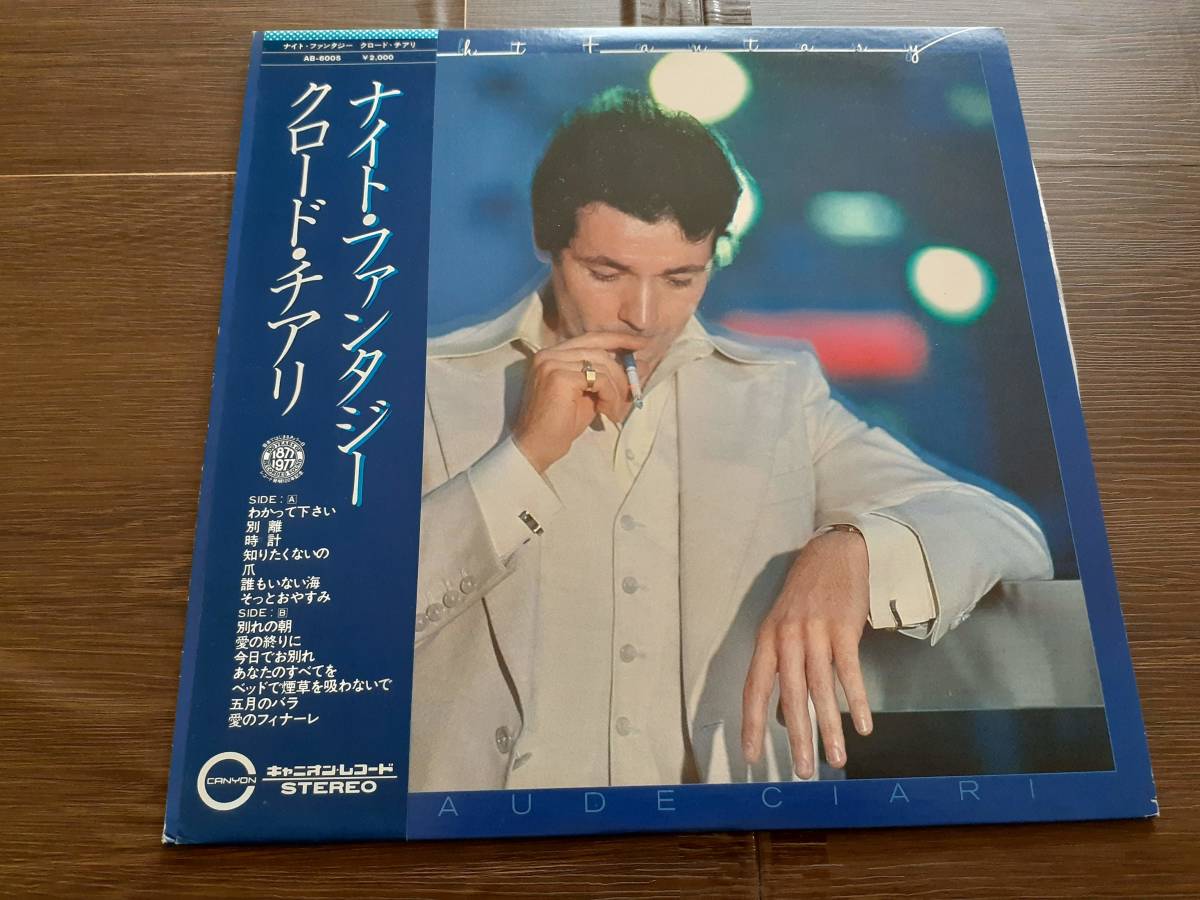 ナイト・ファンタジー クロード・チアリ
AB-6005 ¥2,000
ht fantasy
ナイト・ファンタジー
クロード・チアリ
1877
1977
SIDE: A
わかって下さい
別離
時計
知りたくないの
爪
誰もいない海
そっとおやすみ
SIDE: B
別れの朝
愛の終りに
今日でお別れ
あなたのすべてを
ベッドで煙草を吸わないで
五月のバラ
愛のフィナーレ
CANYON
キャニオン・レコード
STEREO
AUDE CIARI